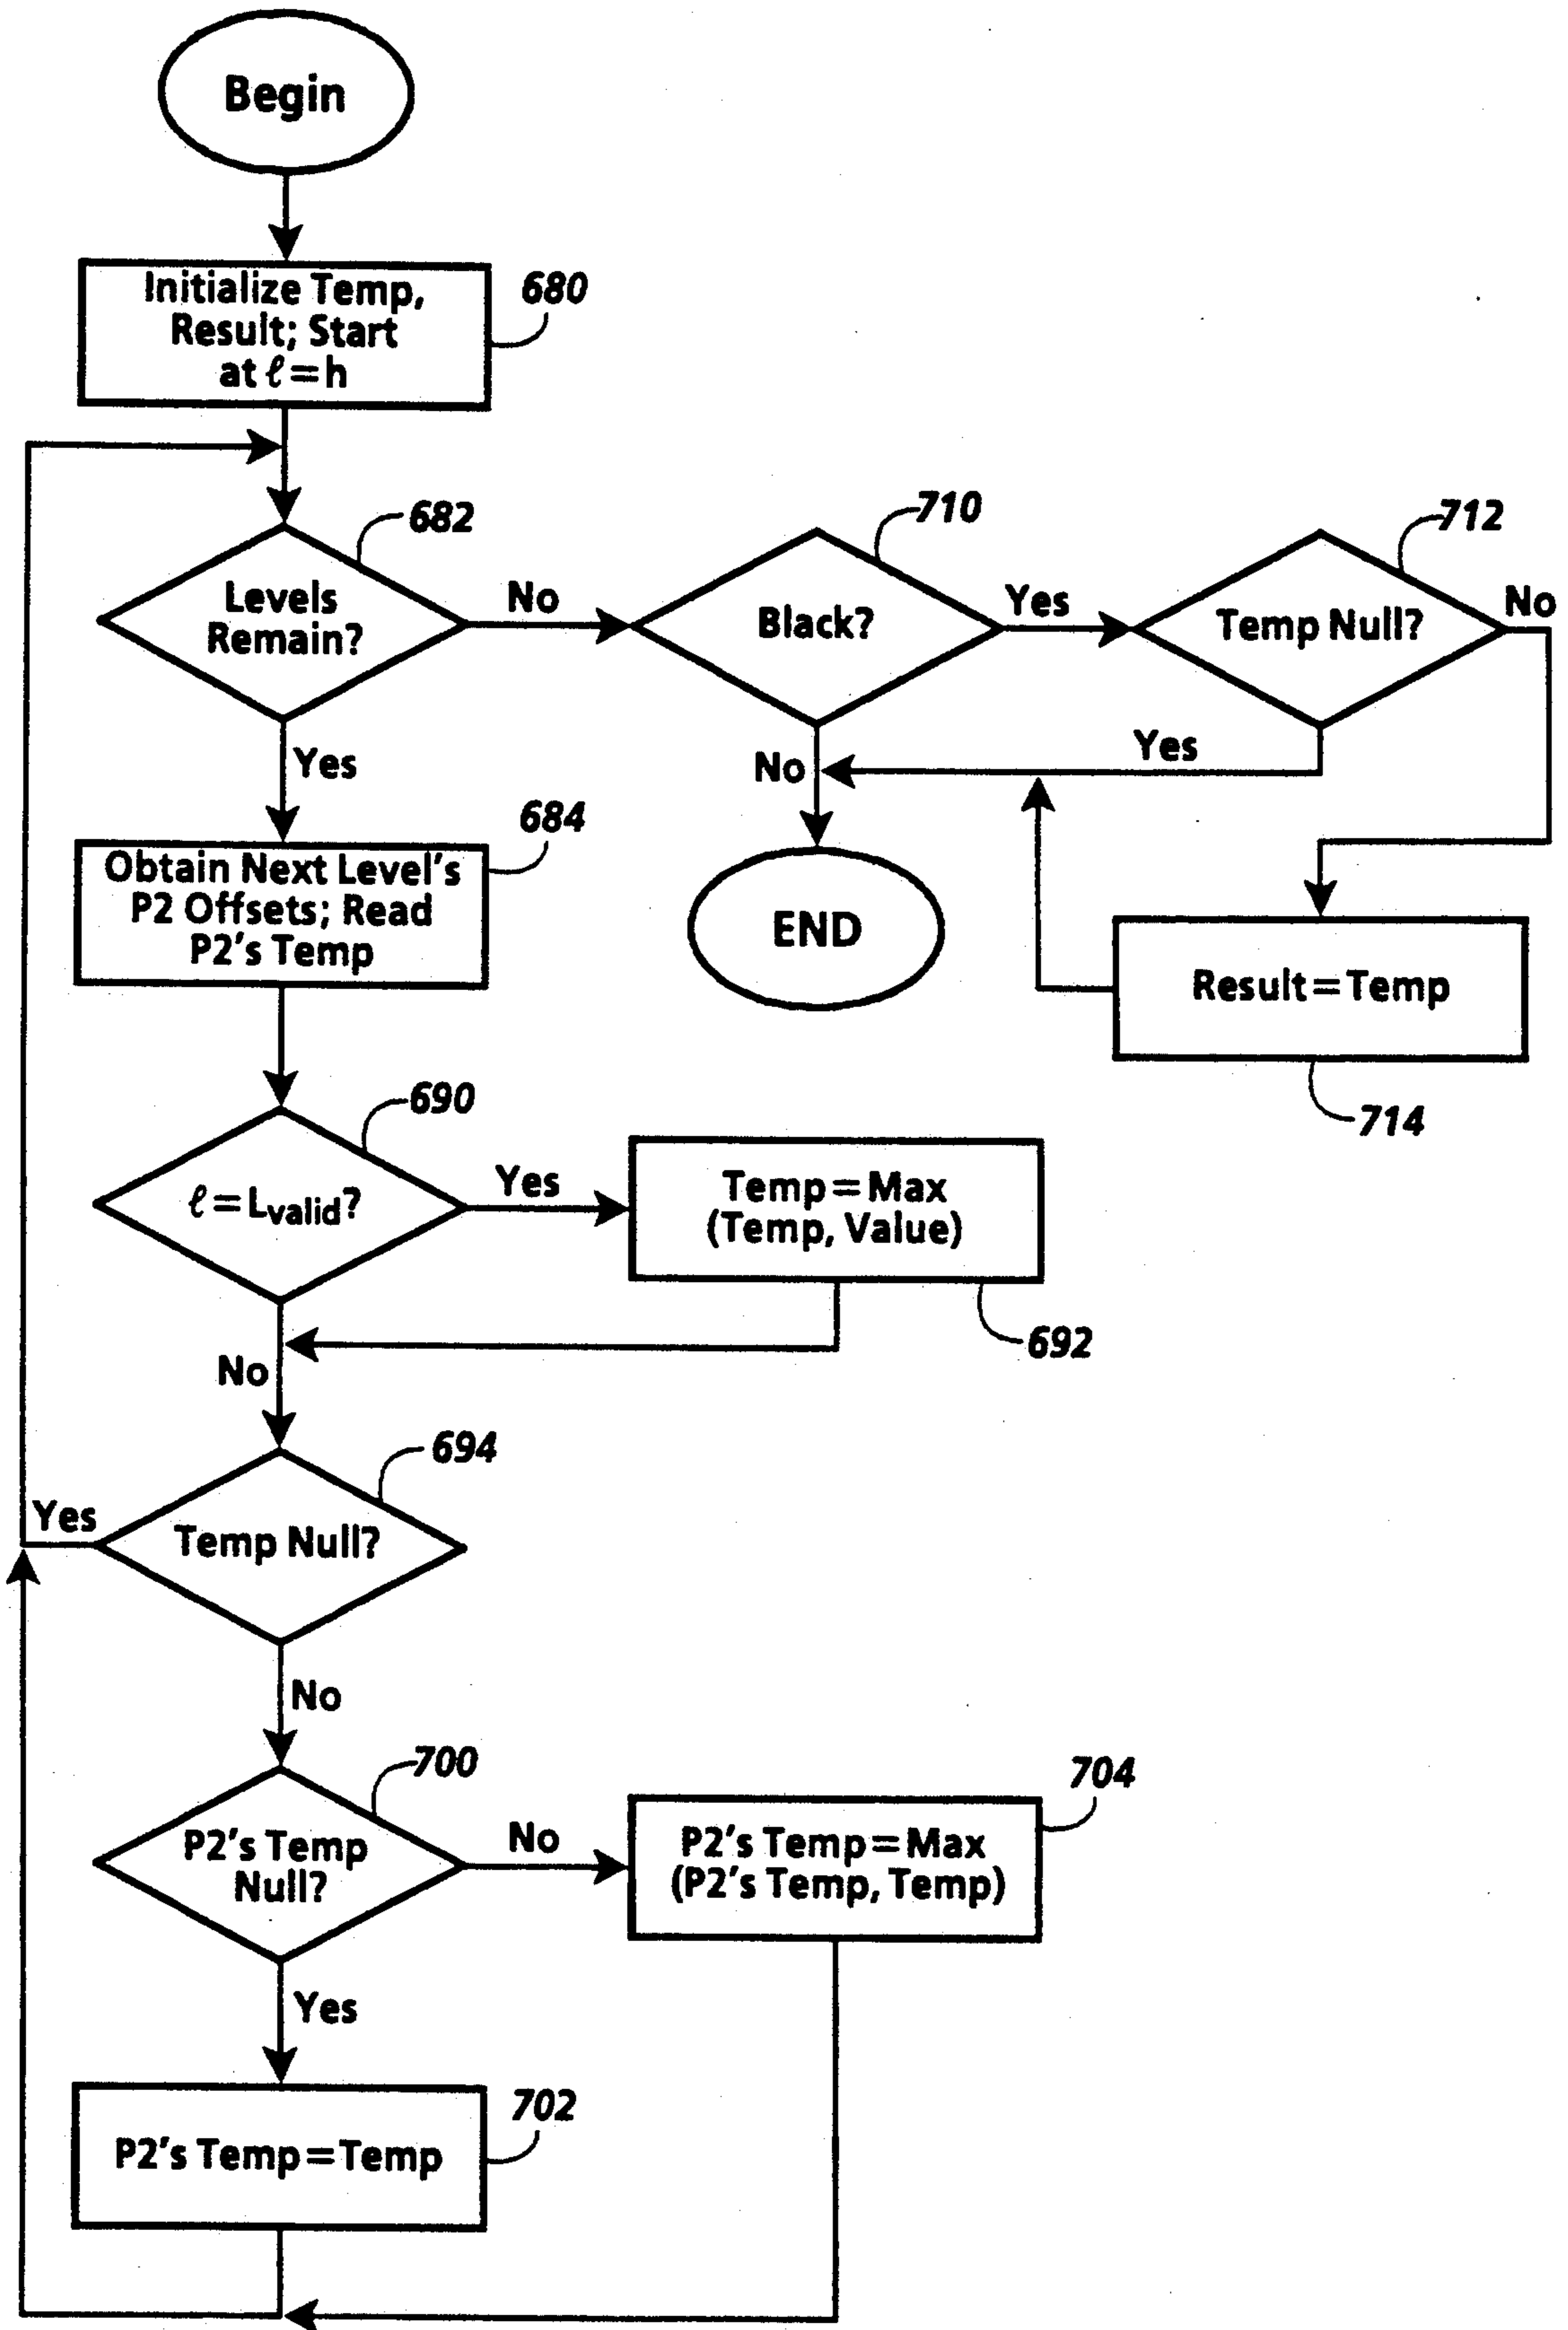 Begin
Initialize Temp,
Result; Start
at ℓ=h
680
682
Levels
Remain?
No
710
Black?
Yes
712
Temp Null?
No
Yes
No
Yes
END
Result=Temp
714
684
Obtain Next Level's
P2 Offsets; Read
P2's Temp
690
ℓ=Lvalid?
Yes
Temp=Max
(Temp, Value)
692
No
694
Temp Null?
Yes
No
700
P2's Temp
Null?
No
704
P2's Temp=Max
(P2's Temp, Temp)
Yes
702
P2's Temp=Temp